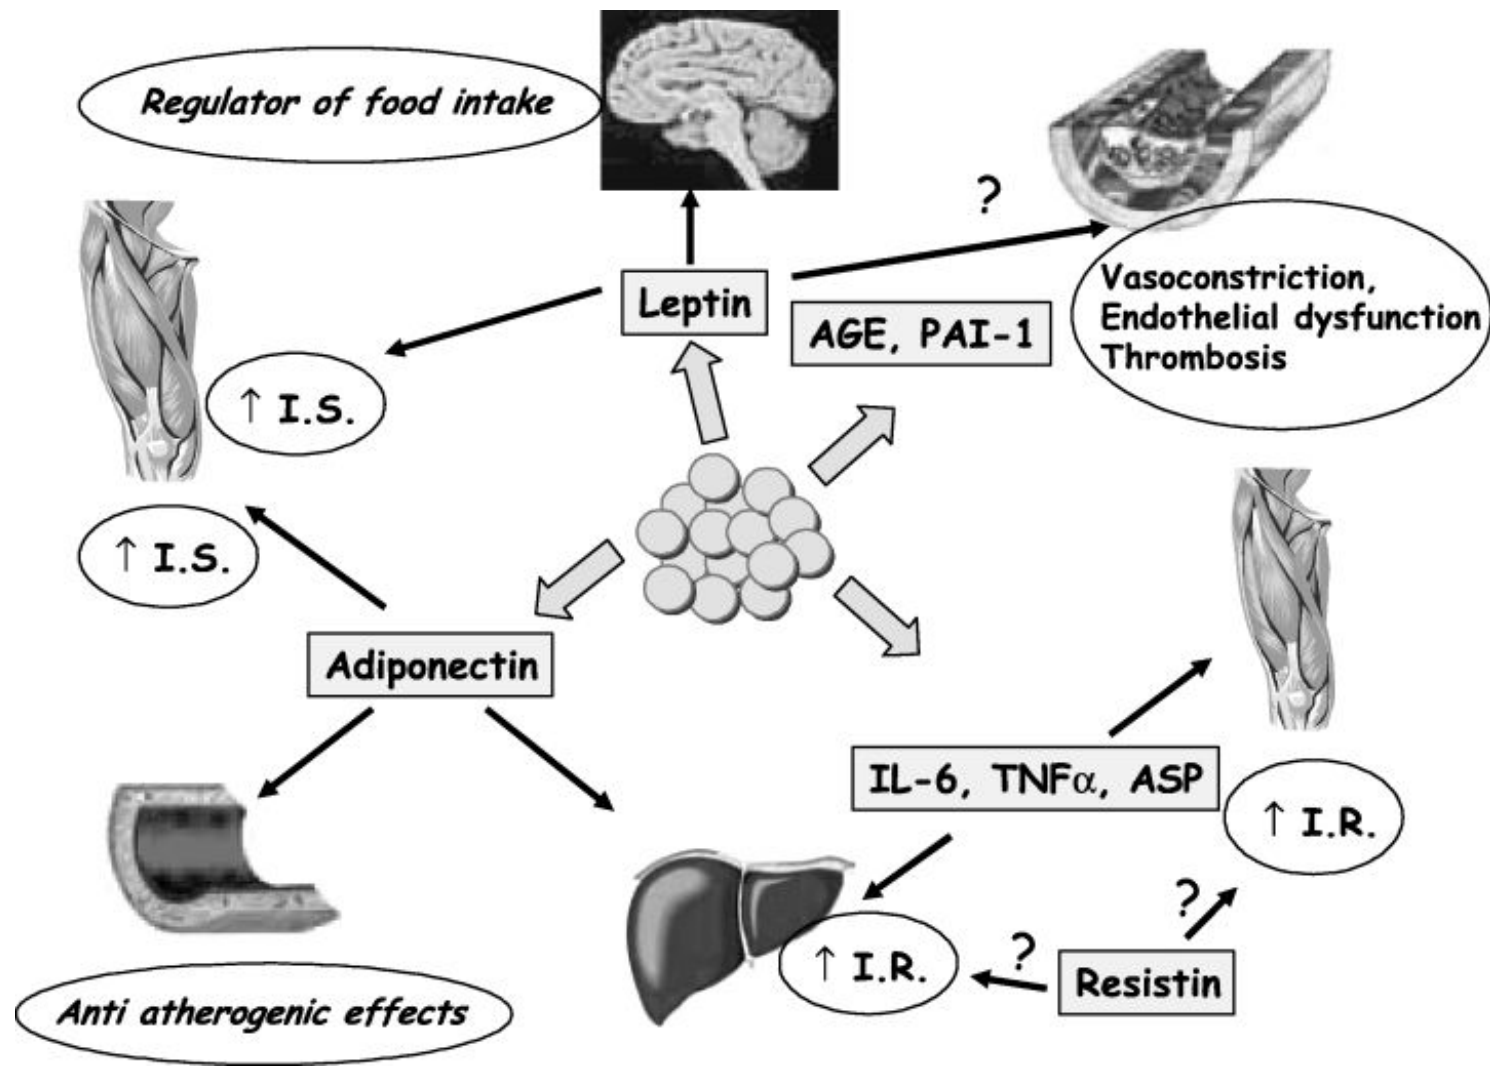 Regulator of food intake
?
Leptin
AGE, PAI-1
Vasoconstriction,
Endothelial dysfunction
Thrombosis
↑ I.S.
↑ I.S.
Adiponectin
IL-6, TNFα, ASP
↑ I.R.
?
?
↑ I.R.
Resistin
Anti atherogenic effects